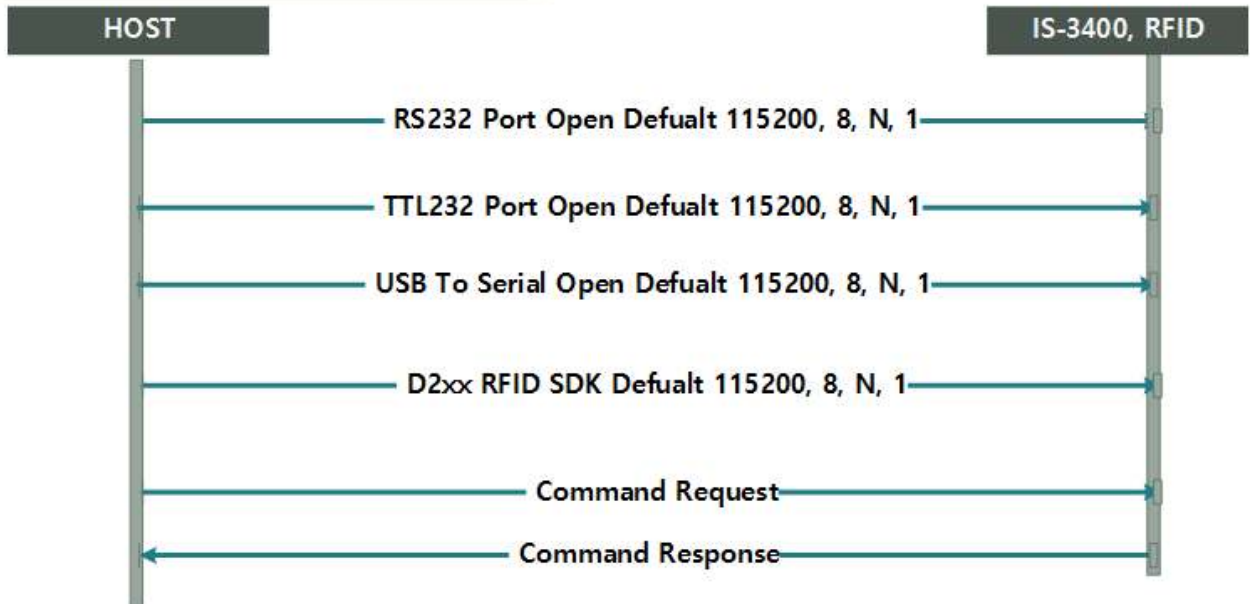 HOST
IS-3400, RFID
RS232 Port Open Defualt 115200, 8, N, 1
TTL232 Port Open Defualt 115200, 8, N, 1
USB To Serial Open Defualt 115200, 8, N, 1
D2xx RFID SDK Defualt 115200, 8, N, 1
Command Request
Command Response